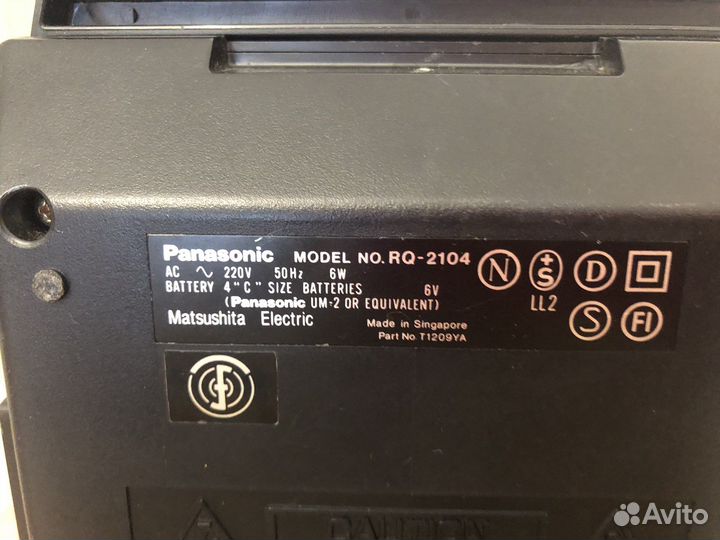 Panasonic MODEL NO. RQ-2104
AC ∿ 220V 50Hz 6W
BATTERY 4 "C" SIZE BATTERIES 6V
(Panasonic UM-2 OR EQUIVALENT)
Matsushita Electric
Made in Singapore
Part No. T1209YA
N +S D
LL2 S FI
CAUTION
Avito